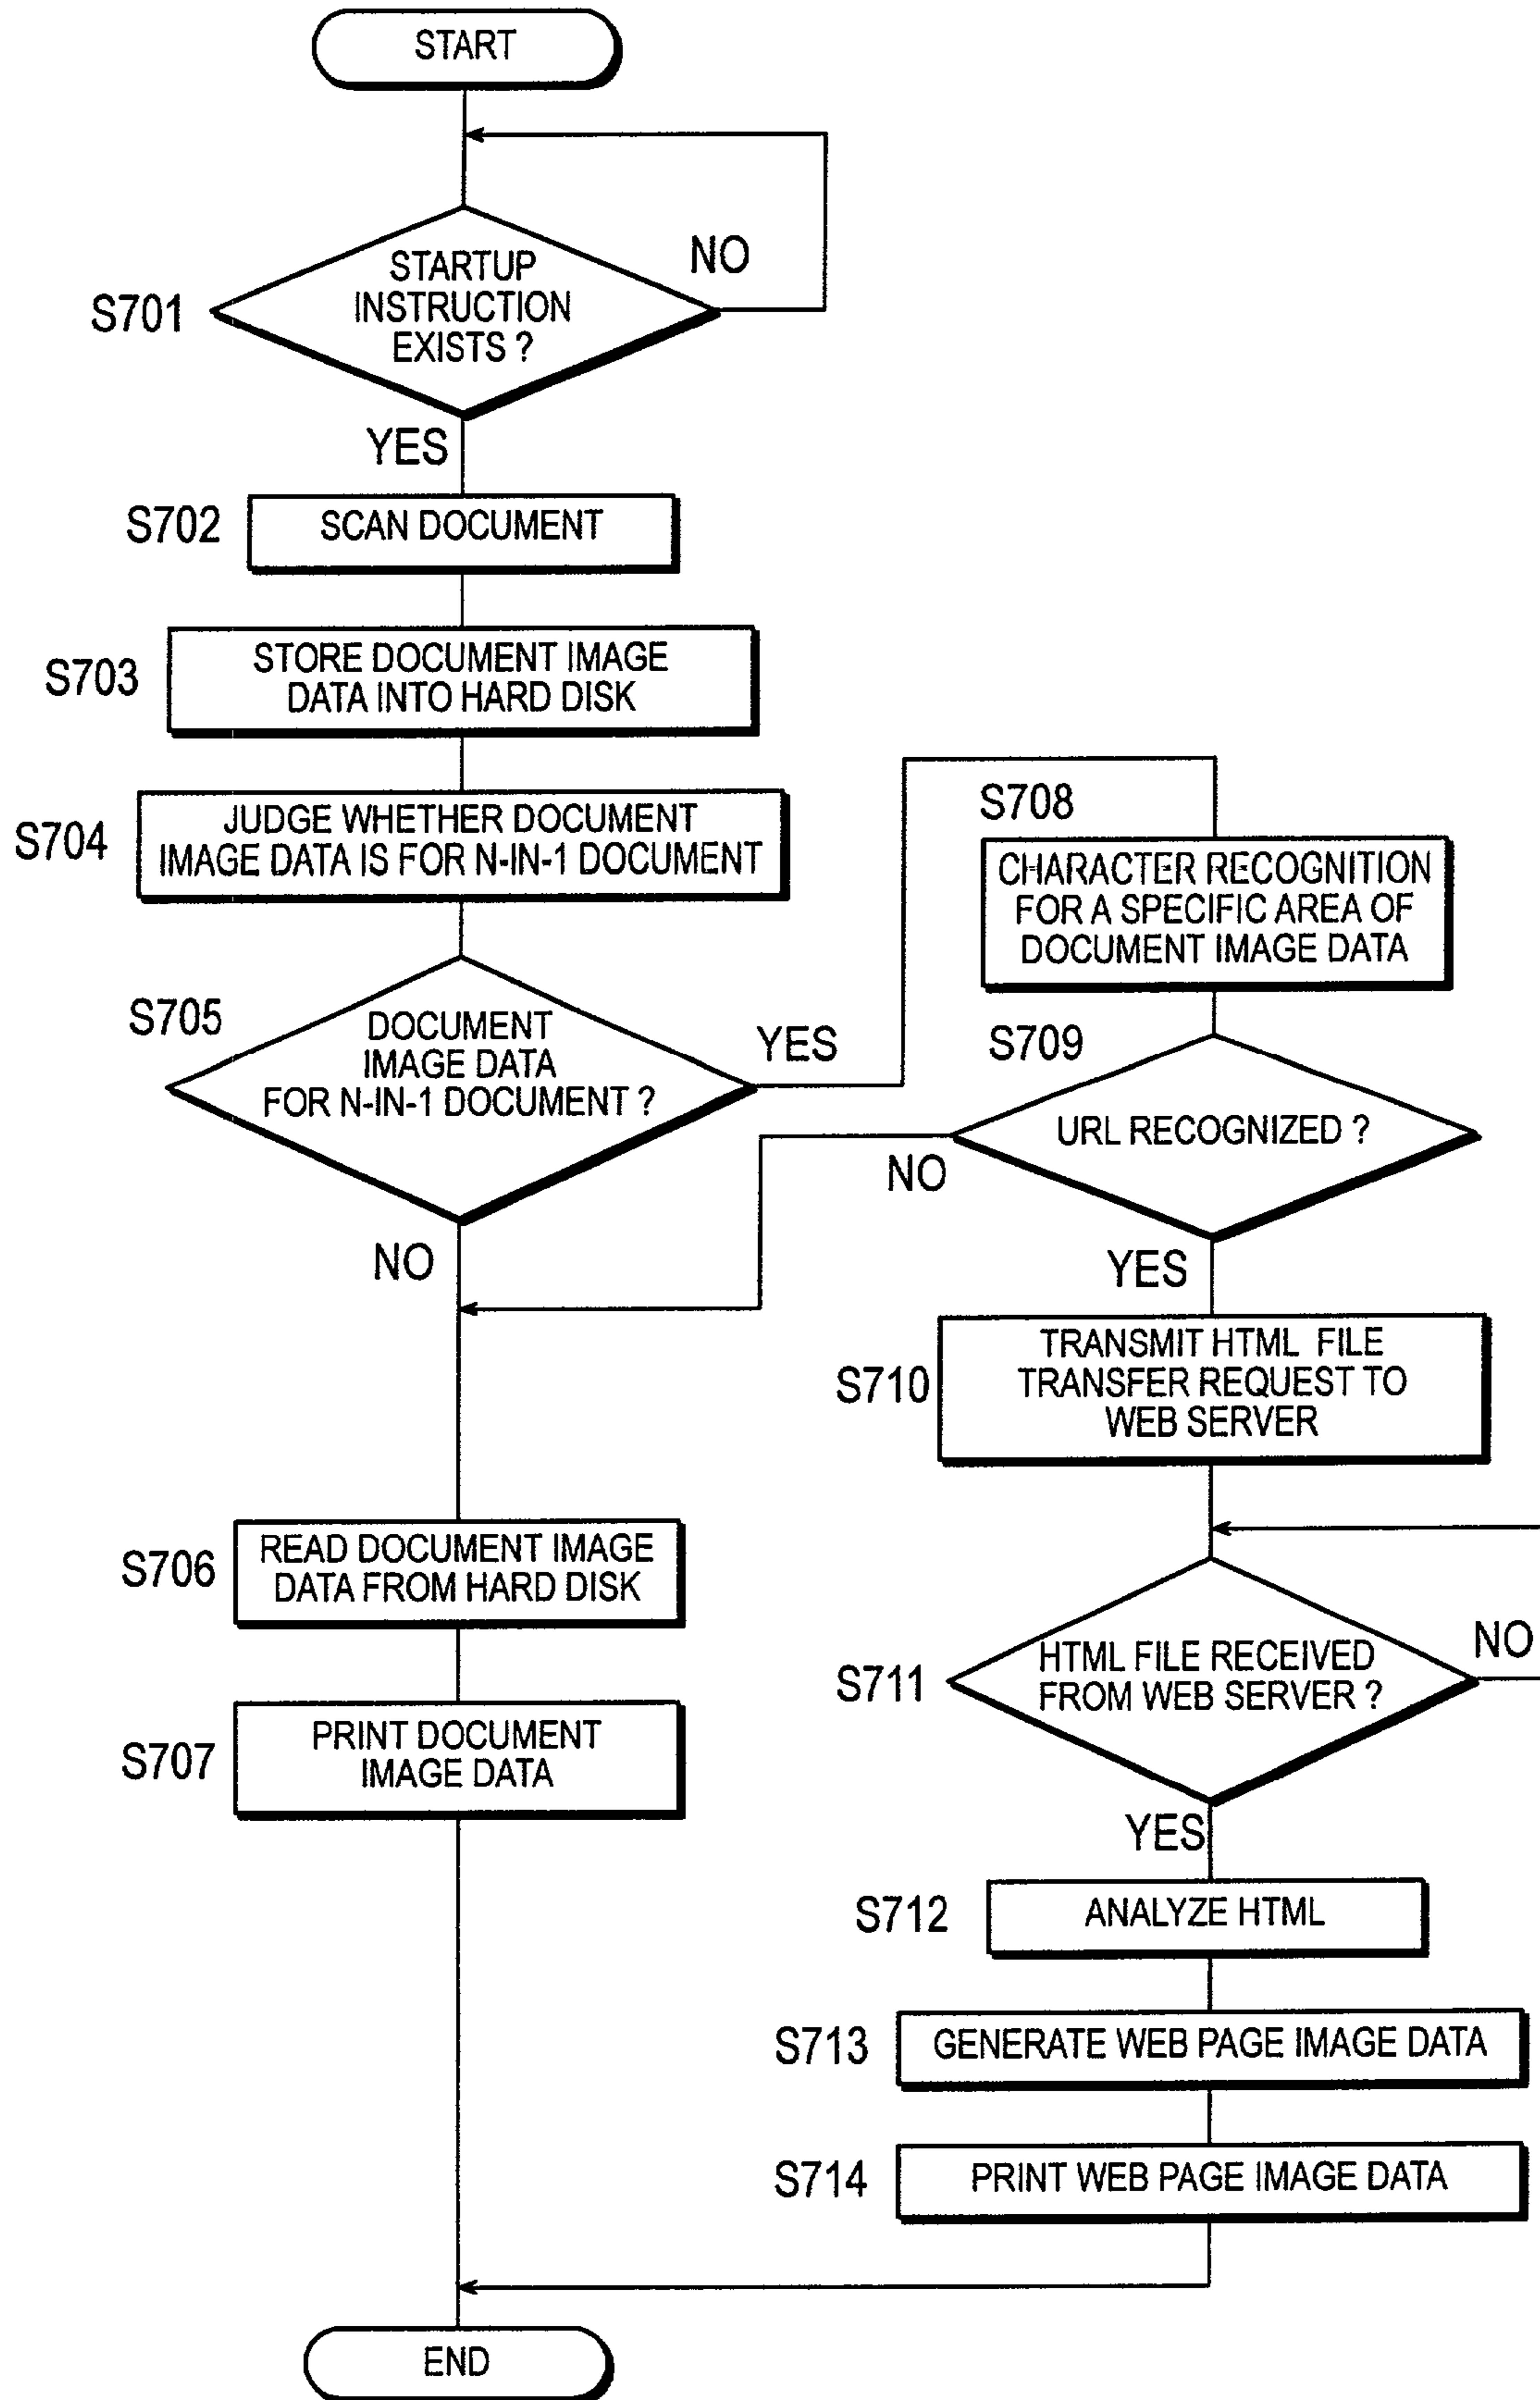 START
NO
S701
STARTUP
INSTRUCTION
EXISTS ?
YES
S702
SCAN DOCUMENT
S703
STORE DOCUMENT IMAGE
DATA INTO HARD DISK
S704
JUDGE WHETHER DOCUMENT
IMAGE DATA IS FOR N-IN-1 DOCUMENT
S705
DOCUMENT
IMAGE DATA
FOR N-IN-1 DOCUMENT ?
YES
NO
S706
READ DOCUMENT IMAGE
DATA FROM HARD DISK
S707
PRINT DOCUMENT
IMAGE DATA
S708
CHARACTER RECOGNITION
FOR A SPECIFIC AREA OF
DOCUMENT IMAGE DATA
S709
URL RECOGNIZED ?
NO
YES
S710
TRANSMIT HTML FILE
TRANSFER REQUEST TO
WEB SERVER
S711
HTML FILE RECEIVED
FROM WEB SERVER ?
NO
YES
S712
ANALYZE HTML
S713
GENERATE WEB PAGE IMAGE DATA
S714
PRINT WEB PAGE IMAGE DATA
END